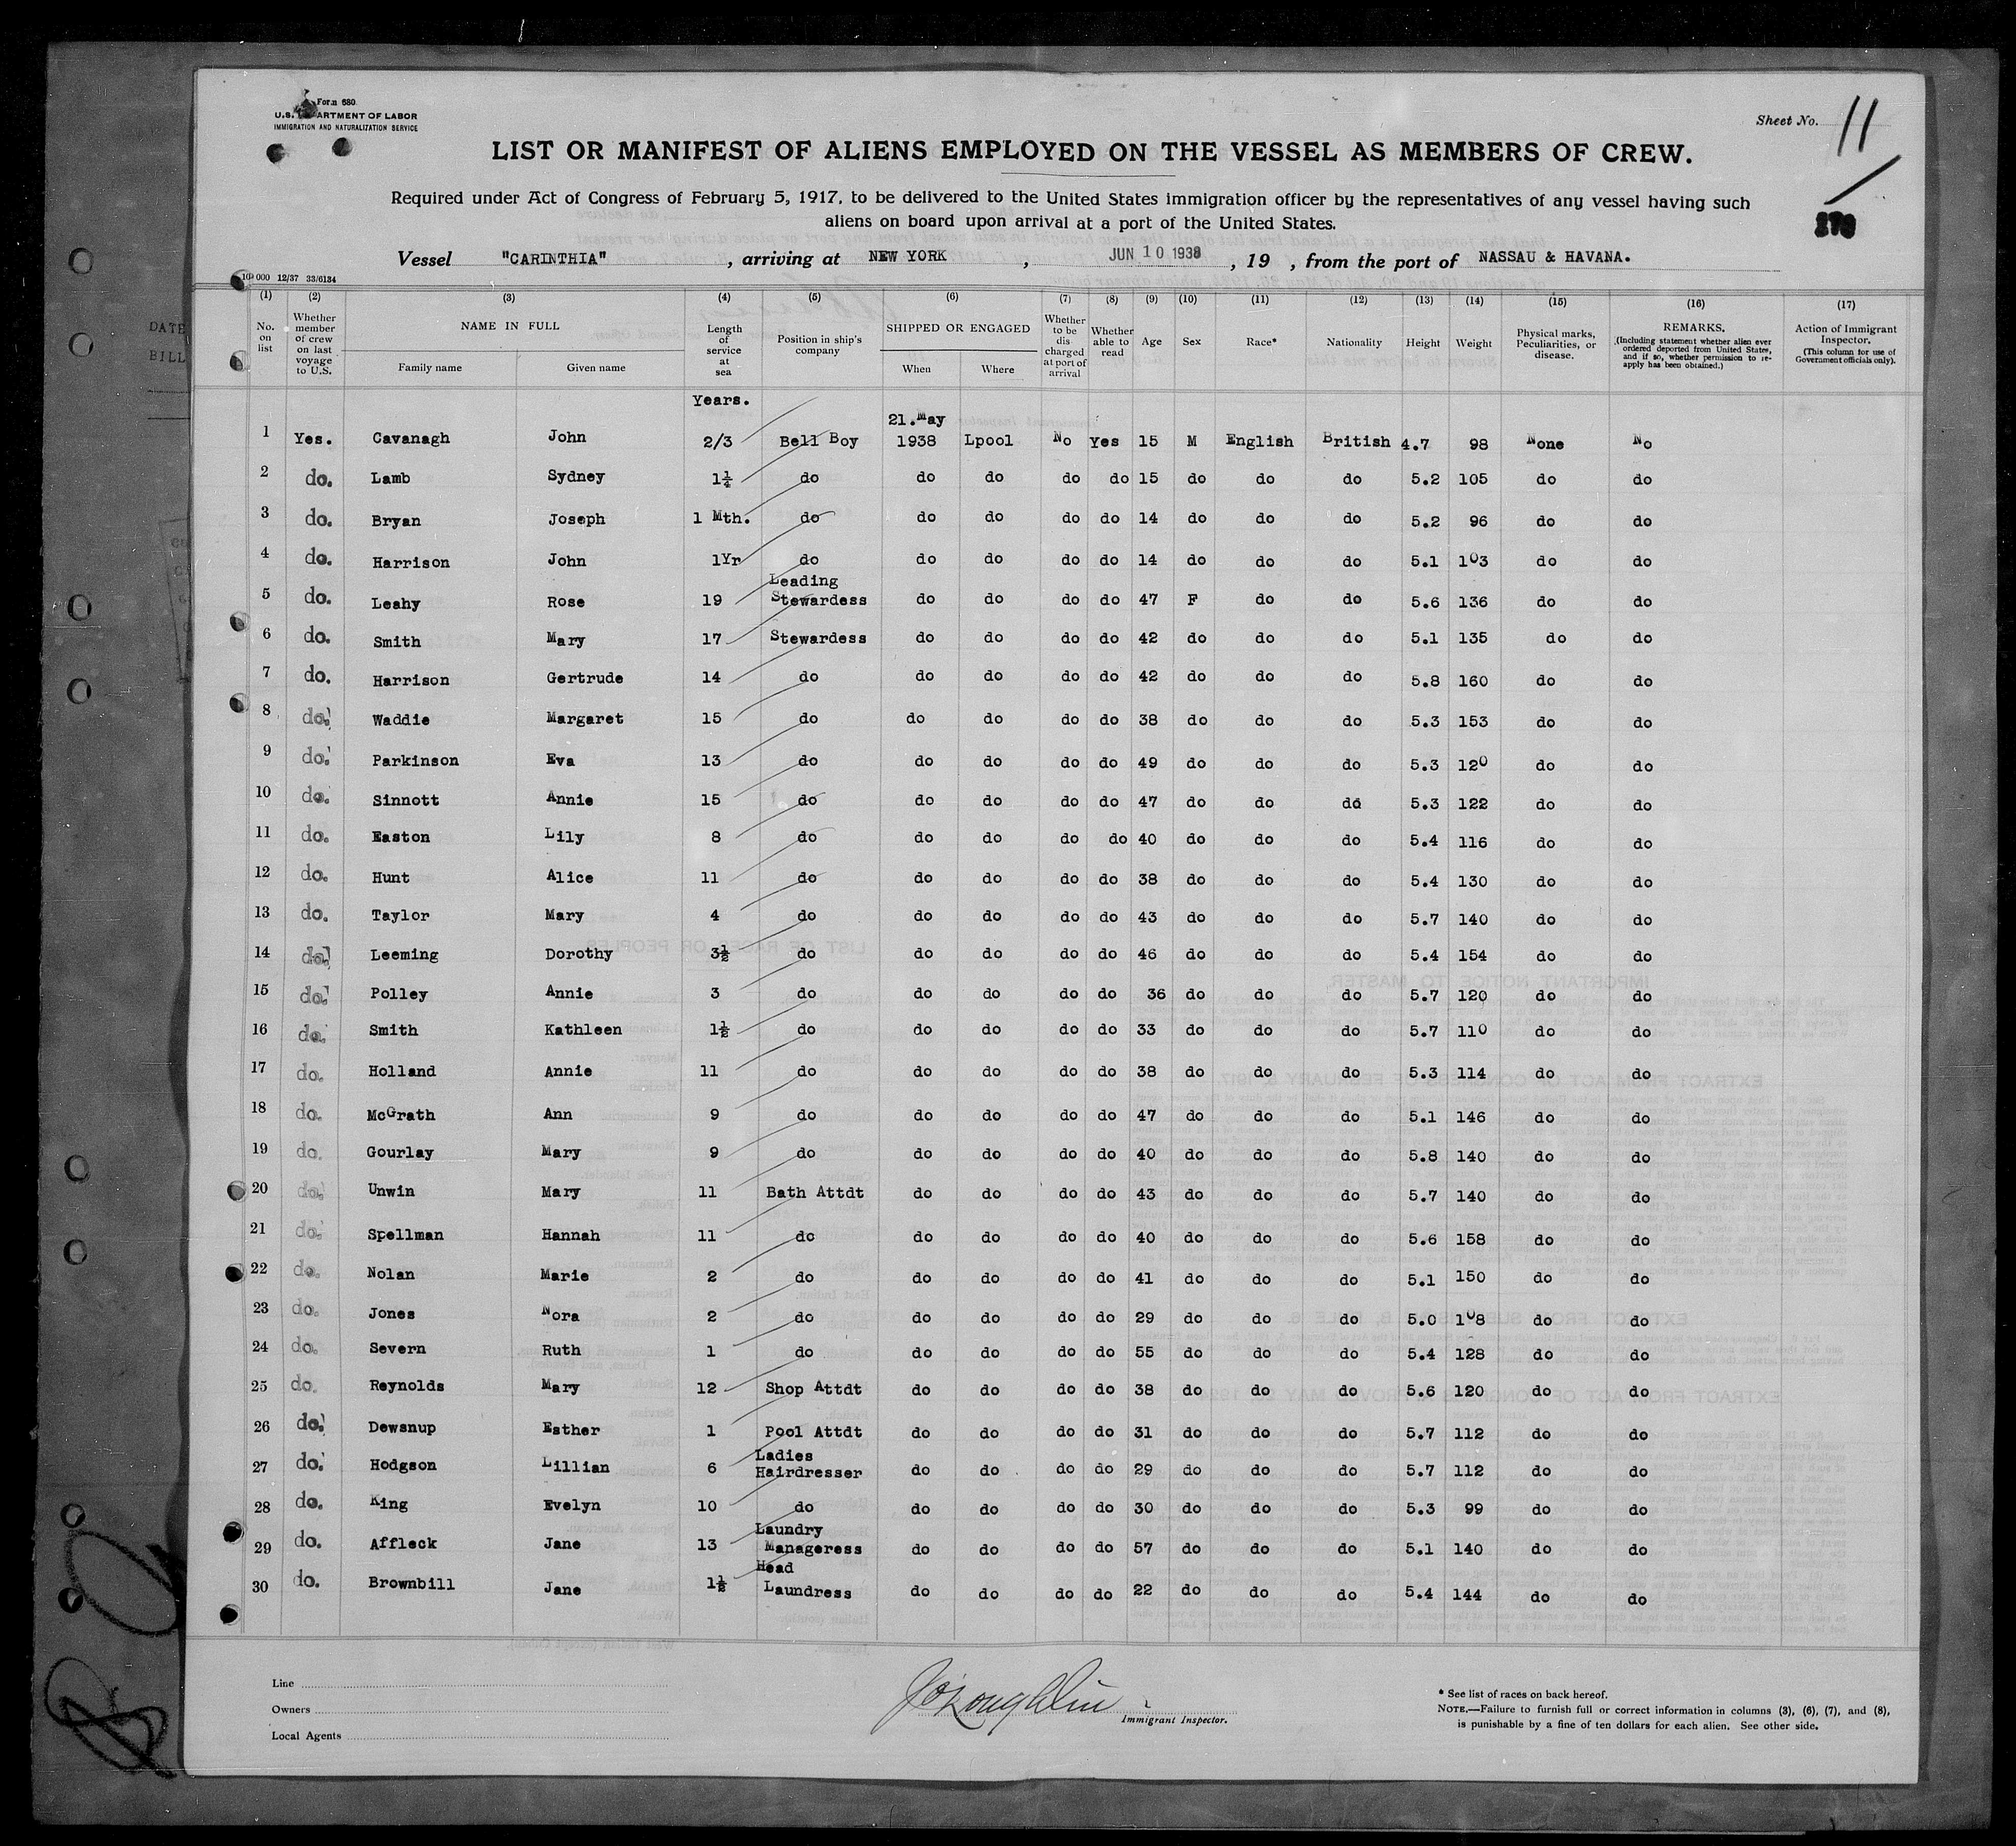 Form 680
U.S. DEPARTMENT OF LABOR
IMMIGRATION AND NATURALIZATION SERVICE
Sheet No. 11
LIST OR MANIFEST OF ALIENS EMPLOYED ON THE VESSEL AS MEMBERS OF CREW.
Required under Act of Congress of February 5, 1917, to be delivered to the United States immigration officer by the representatives of any vessel having such
aliens on board upon arrival at a port of the United States.
Vessel "CARINTHIA" , arriving at NEW YORK , JUN 10 1938 , 19 , from the port of NASSAU & HAVANA.
12/37 33/6134
(1) (2) (3) (4) (5) (6) (7) (8) (9) (10) (11) (12) (13) (14) (15) (16) (17)
No. on list Whether member of crew on last voyage to U.S. NAME IN FULL Family name Given name Length of service at sea Position in ship's company SHIPPED OR ENGAGED When Where Whether to be discharged at port of arrival Whether able to read Age Sex Race* Nationality Height Weight Physical marks, Peculiarities, or disease. REMARKS. (Including statement whether alien ever ordered deported from United States, and if so, whether permission to re-apply has been obtained.) Action of Immigrant Inspector. (This column for use of Government officials only).
Years.
1 Yes. Cavanagh John 2/3 Bell Boy 21.May 1938 Lpool No Yes 15 M English British 4.7 98 None No
2 do. Lamb Sydney 1¼ do do do do do 15 do do do 5.2 105 do do
3 do. Bryan Joseph 1 Mth. do do do do do 14 do do do 5.2 96 do do
4 do. Harrison John 1Yr do do do do do 14 do do do 5.1 103 do do
5 do. Leahy Rose 19 Leading Stewardess do do do do 47 F do do 5.6 136 do do
6 do. Smith Mary 17 Stewardess do do do do 42 do do do 5.1 135 do do
7 do. Harrison Gertrude 14 do do do do do 42 do do do 5.8 160 do do
8 do. Waddie Margaret 15 do do do do do 38 do do do 5.3 153 do do
9 do. Parkinson Eva 13 do do do do do 49 do do do 5.3 120 do do
10 do. Sinnott Annie 15 do do do do do 47 do do do 5.3 122 do do
11 do. Easton Lily 8 do do do do do 40 do do do 5.4 116 do do
12 do. Hunt Alice 11 do do do do do 38 do do do 5.4 130 do do
13 do. Taylor Mary 4 do do do do do 43 do do do 5.7 140 do do
14 do. Leeming Dorothy 3½ do do do do do 46 do do do 5.4 154 do do
15 do. Polley Annie 3 do do do do do 36 do do do 5.7 120 do do
16 do. Smith Kathleen 1½ do do do do do 33 do do do 5.7 110 do do
17 do. Holland Annie 11 do do do do do 38 do do do 5.3 114 do do
18 do. McGrath Ann 9 do do do do do 47 do do do 5.1 146 do do
19 do. Gourlay Mary 9 do do do do do 40 do do do 5.8 140 do do
20 do. Unwin Mary 11 Bath Attdt do do do do 43 do do do 5.7 140 do do
21 do. Spellman Hannah 11 do do do do do 40 do do do 5.6 158 do do
22 do. Nolan Marie 2 do do do do do 41 do do do 5.1 150 do do
23 do. Jones Nora 2 do do do do do 29 do do do 5.0 108 do do
24 do. Severn Ruth 1 do do do do do 55 do do do 5.4 128 do do
25 do. Reynolds Mary 12 Shop Attdt do do do do 38 do do do 5.6 120 do do
26 do. Dewsnup Esther 1 Pool Attdt do do do do 31 do do do 5.7 112 do do
27 do. Hodgson Lillian 6 Ladies Hairdresser do do do do 29 do do do 5.7 112 do do
28 do. King Evelyn 10 do do do do do 30 do do do 5.3 99 do do
29 do. Affleck Jane 13 Laundry Manageress do do do do 57 do do do 5.1 140 do do
30 do. Brownbill Jane 1½ Head Laundress do do do do 22 do do do 5.4 144 do do
Line
Owners
Local Agents
Immigrant Inspector.
* See list of races on back hereof.
NOTE.—Failure to furnish full or correct information in columns (3), (6), (7), and (8),
is punishable by a fine of ten dollars for each alien. See other side.